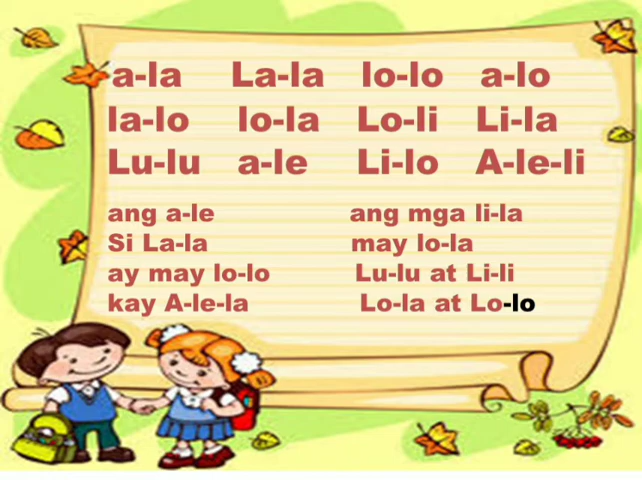 a-la La-la lo-lo a-lo
la-lo lo-la Lo-li Li-la
Lu-lu a-le Li-lo A-le-li
ang a-le ang mga li-la
Si La-la may lo-la
ay may lo-lo Lu-lu at Li-li
kay A-le-la Lo-la at Lo-lo